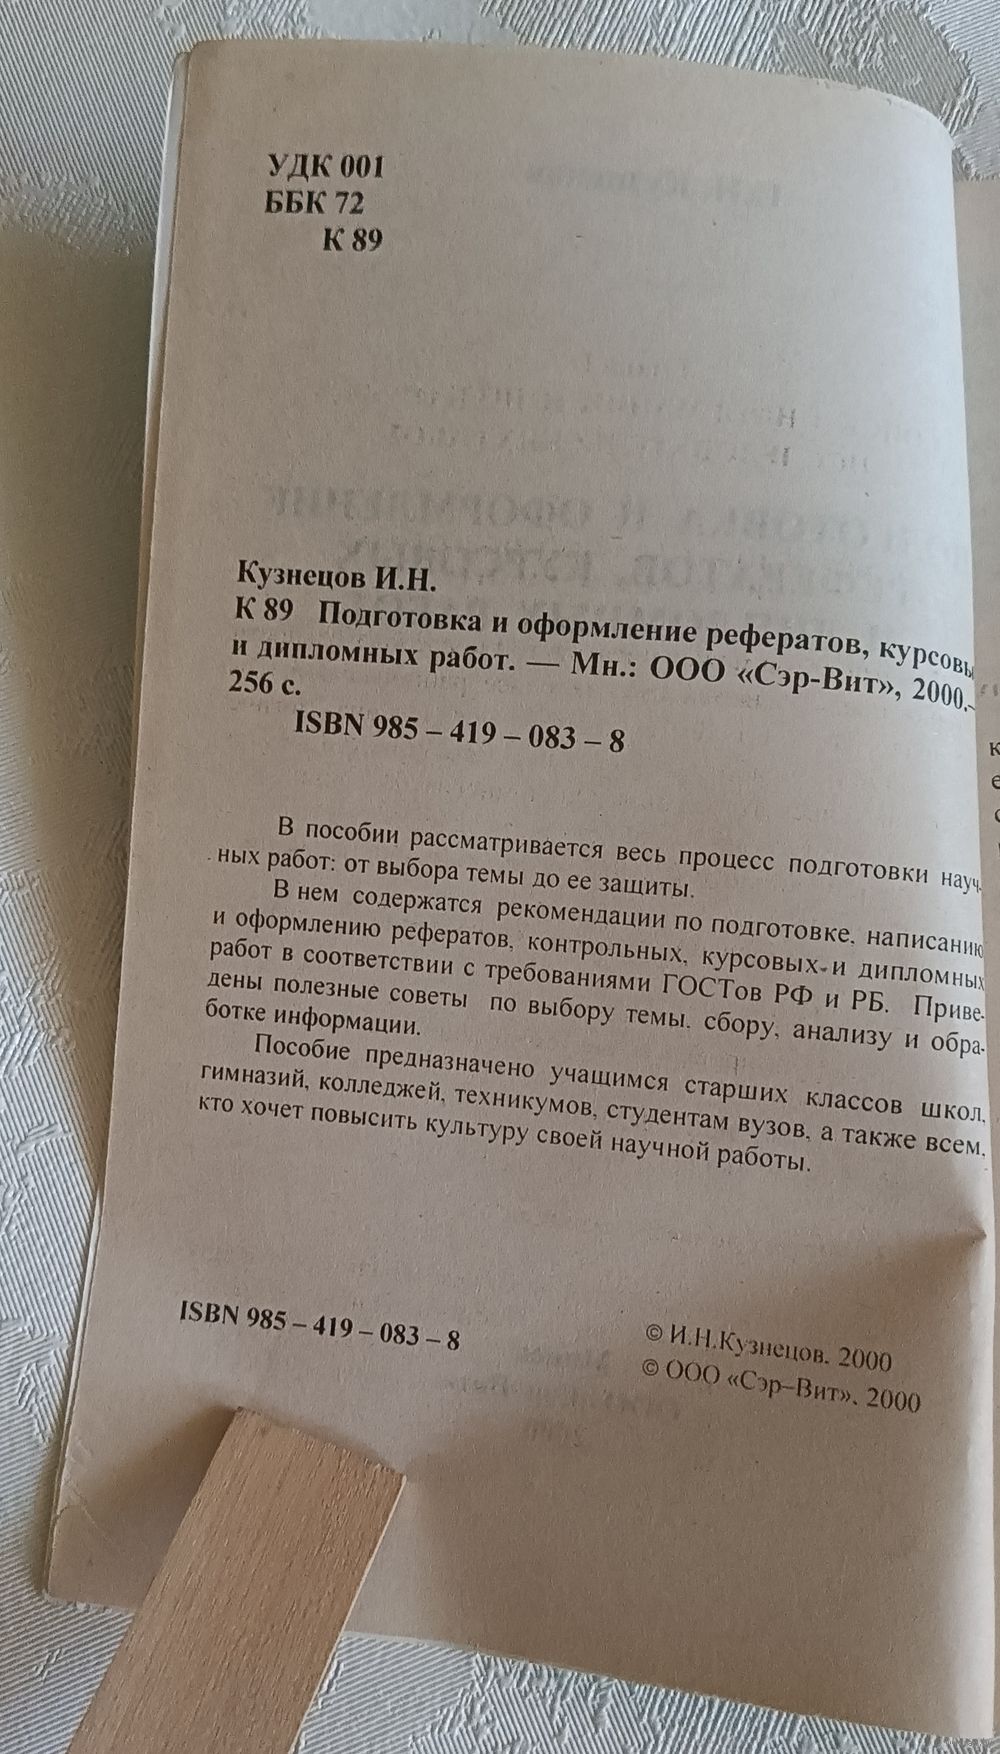 УДК 001
ББК 72
К 89
Кузнецов И.Н.
К 89 Подготовка и оформление рефератов, курсовы
и дипломных работ. — Мн.: ООО «Сэр-Вит», 2000.–
256 с.
ISBN 985 – 419 – 083 – 8
В пособии рассматривается весь процесс подготовки науч-
ных работ: от выбора темы до ее защиты.
В нем содержатся рекомендации по подготовке, написанию
и оформлению рефератов, контрольных, курсовых и дипломных
работ в соответствии с требованиями ГОСТов РФ и РБ. Приве-
дены полезные советы по выбору темы, сбору, анализу и обра-
ботке информации.
Пособие предназначено учащимся старших классов школ,
гимназий, колледжей, техникумов, студентам вузов, а также всем,
кто хочет повысить культуру своей научной работы.
ISBN 985 – 419 – 083 – 8
© И.Н.Кузнецов, 2000
© ООО «Сэр–Вит», 2000